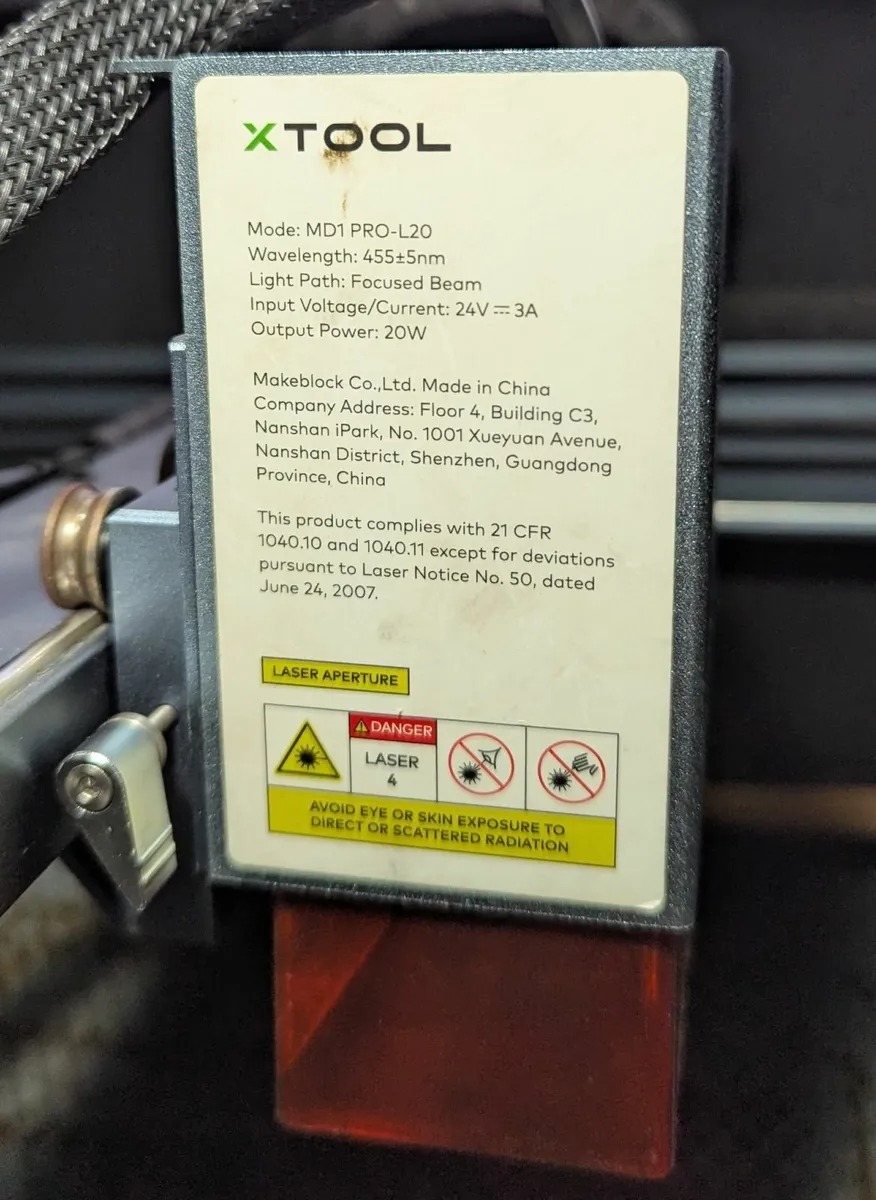 XTOOL
Mode: MD1 PRO-L20
Wavelength: 455±5nm
Light Path: Focused Beam
Input Voltage/Current: 24V ⎓ 3A
Output Power: 20W
Makeblock Co.,Ltd. Made in China
Company Address: Floor 4, Building C3,
Nanshan iPark, No. 1001 Xueyuan Avenue,
Nanshan District, Shenzhen, Guangdong
Province, China
This product complies with 21 CFR
1040.10 and 1040.11 except for deviations
pursuant to Laser Notice No. 50, dated
June 24, 2007.
LASER APERTURE
DANGER
LASER
4
AVOID EYE OR SKIN EXPOSURE TO
DIRECT OR SCATTERED RADIATION